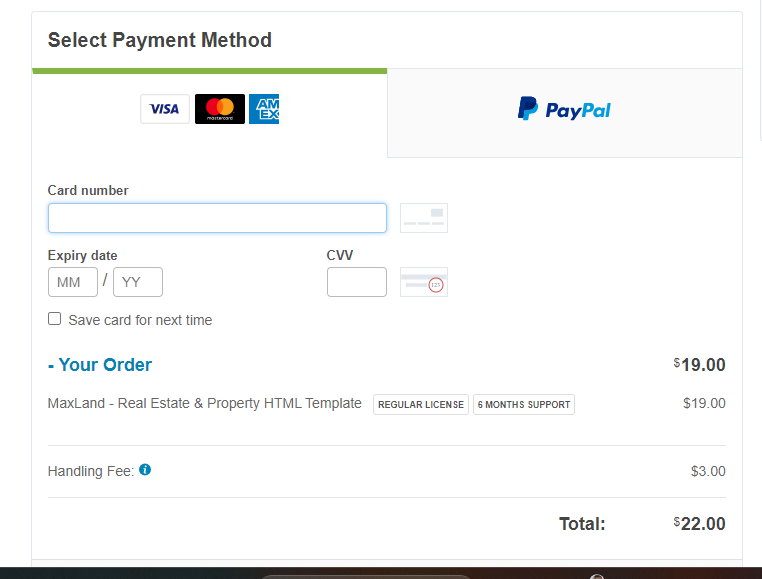 Select Payment Method
VISA mastercard AM EX PayPal
Card number
Expiry date CVV
MM / YY 123
Save card for next time
- Your Order $19.00
MaxLand - Real Estate & Property HTML Template REGULAR LICENSE 6 MONTHS SUPPORT $19.00
Handling Fee: i $3.00
Total: $22.00